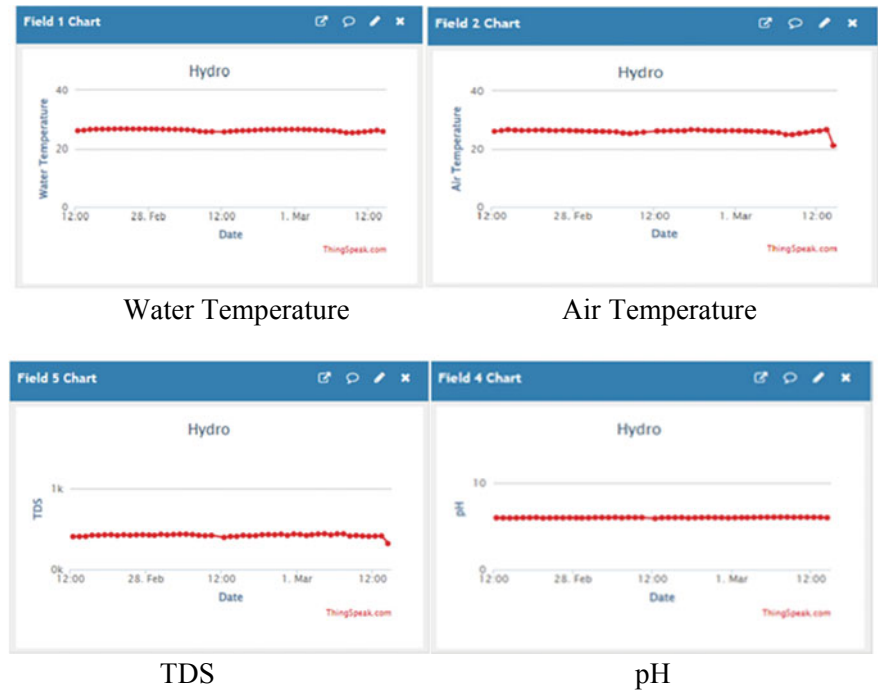 Field 1 Chart
Hydro
40
20
0
Water Temperature
12:00 28. Feb 12:00 1. Mar 12:00
Date
ThingSpeak.com
Water Temperature
Field 2 Chart
Hydro
40
20
0
Air Temperature
12:00 28. Feb 12:00 1. Mar 12:00
Date
ThingSpeak.com
Air Temperature
Field 5 Chart
Hydro
1k
0k
TDS
12:00 28. Feb 12:00 1. Mar 12:00
Date
ThingSpeak.com
TDS
Field 4 Chart
Hydro
10
0
pH
12:00 28. Feb 12:00 1. Mar 12:00
Date
ThingSpeak.com
pH